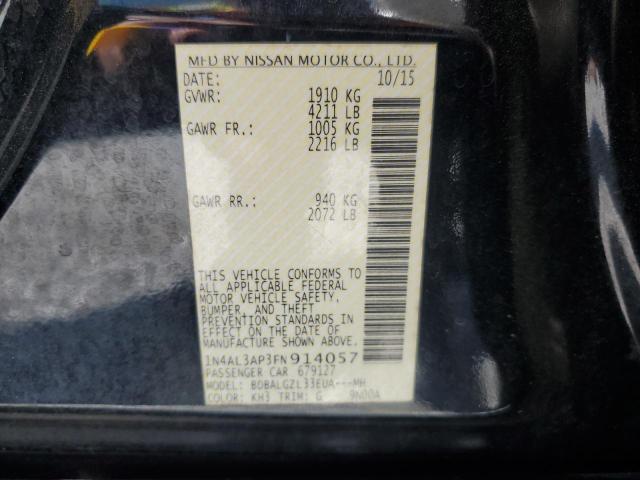 MFD BY NISSAN MOTOR CO., LTD.
DATE: 10/15
GVWR: 1910 KG
4211 LB
GAWR FR.: 1005 KG
2216 LB
GAWR RR.: 940 KG
2072 LB
THIS VEHICLE CONFORMS TO
ALL APPLICABLE FEDERAL
MOTOR VEHICLE SAFETY,
BUMPER, AND THEFT
PREVENTION STANDARDS IN
EFFECT ON THE DATE OF
MANUFACTURE SHOWN ABOVE.
1N4AL3AP3FN914057
PASSENGER CAR 679127
MODEL: BDBALGZL33EUA---MH
COLOR: KH3 TRIM: G 9N00A